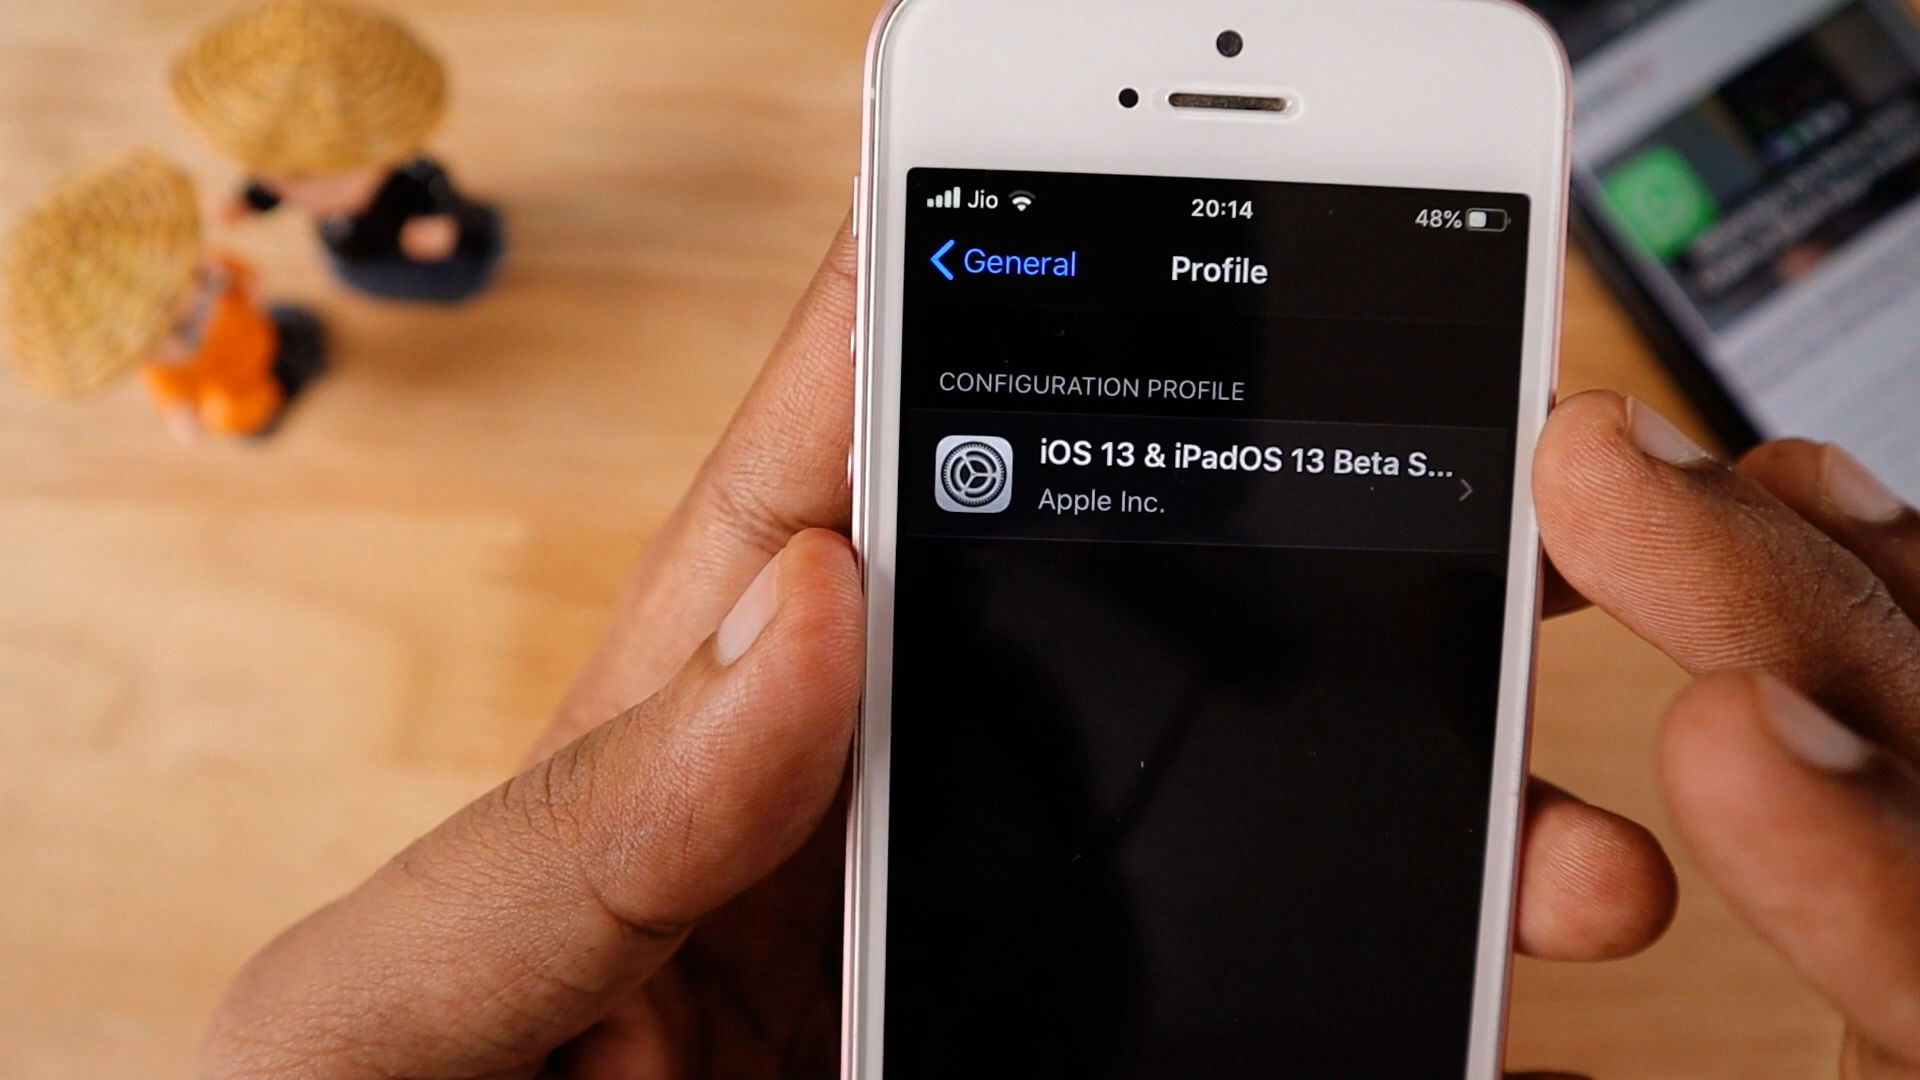 Jio 20:14 48%
General Profile
CONFIGURATION PROFILE
iOS 13 & iPadOS 13 Beta S...
Apple Inc.